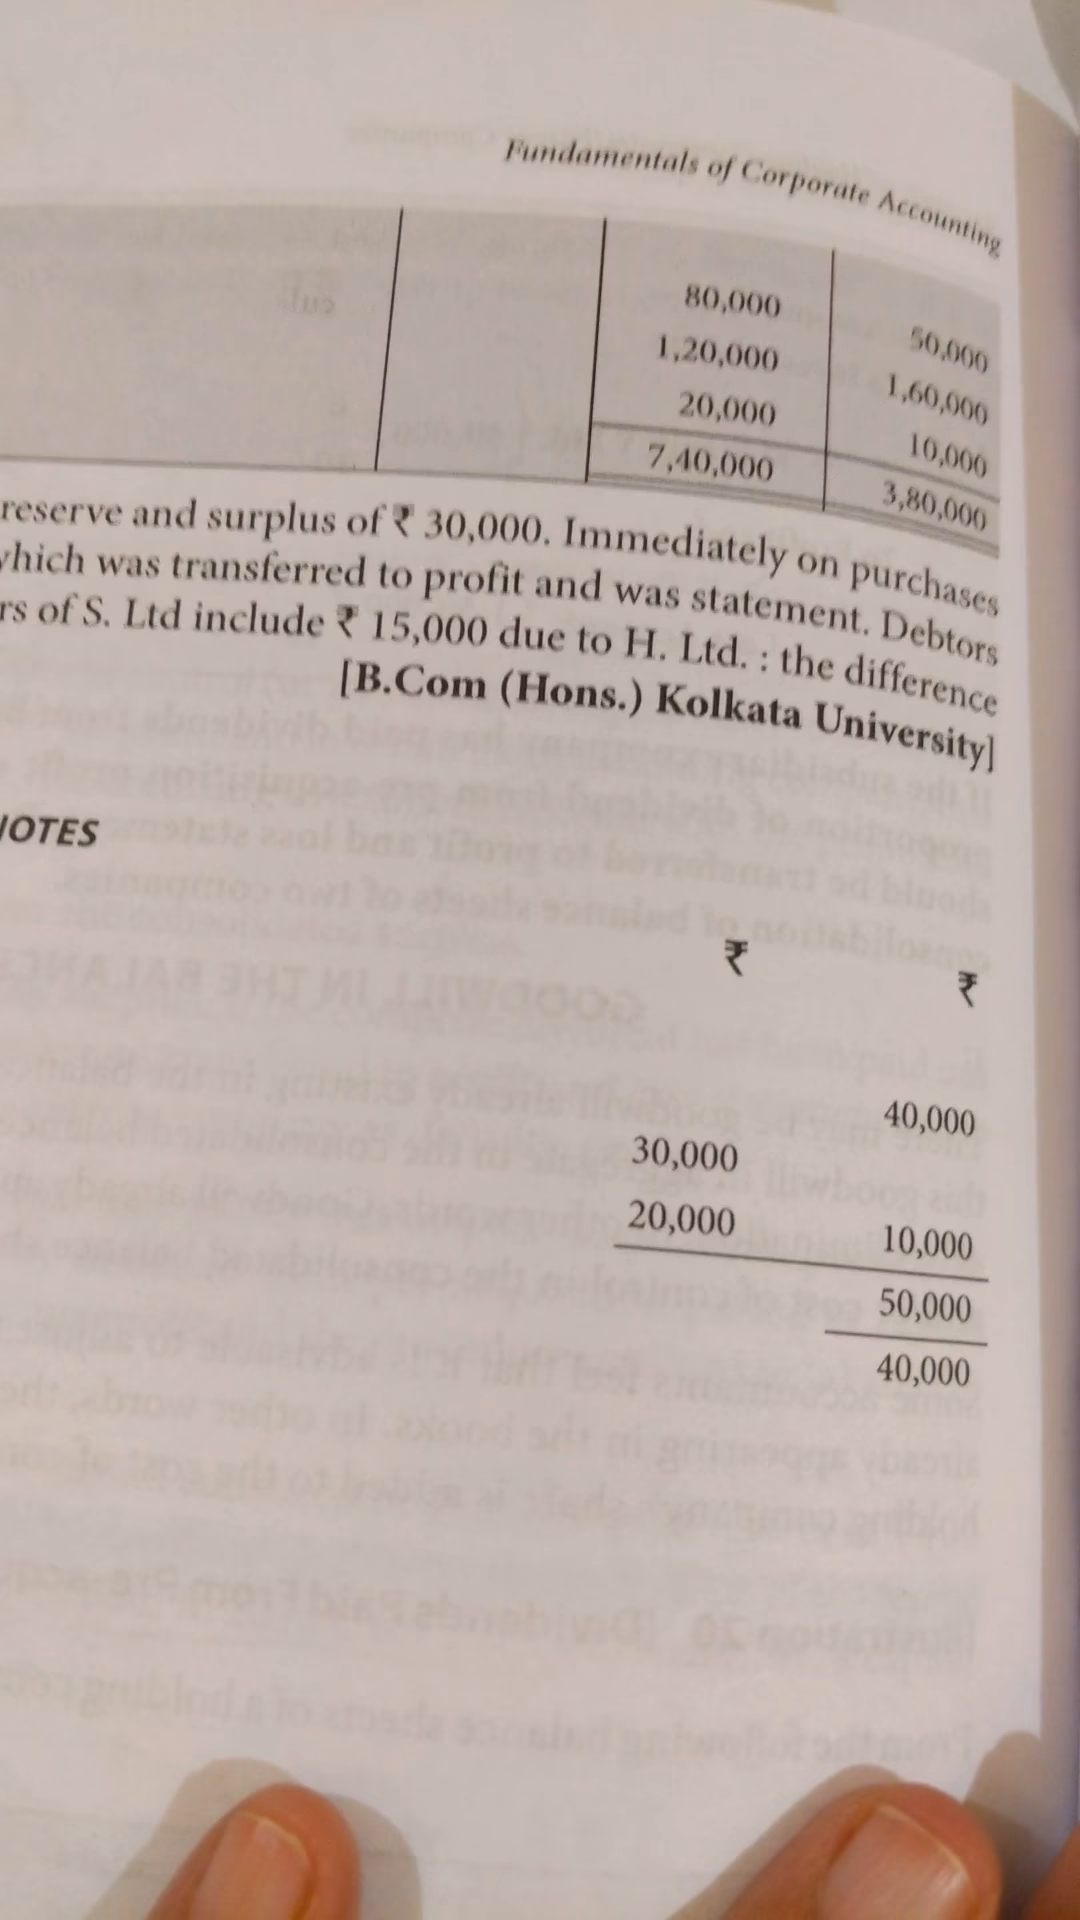 Fundamentals of Corporate Accounting
80,000 50,000
1,20,000 1,60,000
20,000 10,000
7,40,000 3,80,000
reserve and surplus of ₹ 30,000. Immediately on purchases
which was transferred to profit and was statement. Debtors
rs of S. Ltd include ₹ 15,000 due to H. Ltd. : the difference
[B.Com (Hons.) Kolkata University]
NOTES
₹ ₹
40,000
30,000
20,000 10,000
50,000
40,000